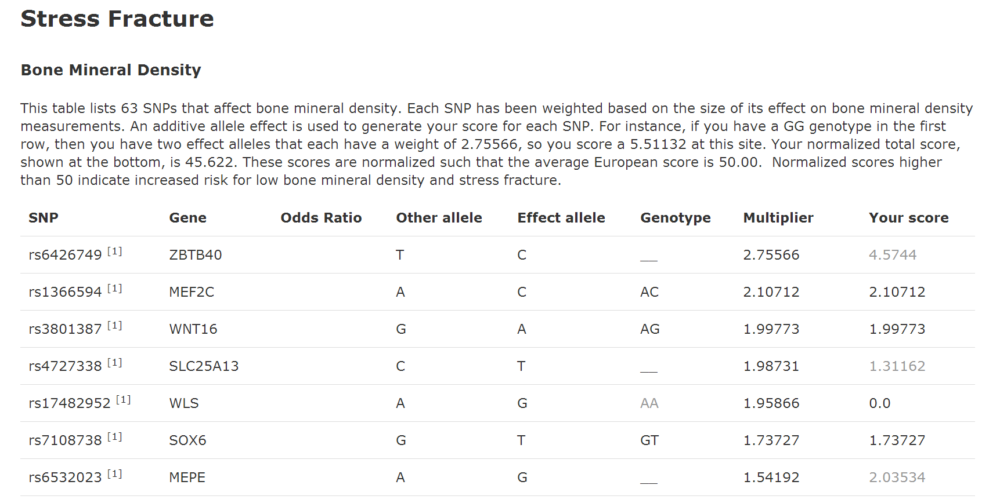 Stress Fracture
Bone Mineral Density
This table lists 63 SNPs that affect bone mineral density. Each SNP has been weighted based on the size of its effect on bone mineral density
measurements. An additive allele effect is used to generate your score for each SNP. For instance, if you have a GG genotype in the first
row, then you have two effect alleles that each have a weight of 2.75566, so you score a 5.51132 at this site. Your normalized total score,
shown at the bottom, is 45.622. These scores are normalized such that the average European score is 50.00.  Normalized scores higher
than 50 indicate increased risk for low bone mineral density and stress fracture.
SNP Gene Odds Ratio Other allele Effect allele Genotype Multiplier Your score
rs6426749 [1] ZBTB40 T C __ 2.75566 4.5744
rs1366594 [1] MEF2C A C AC 2.10712 2.10712
rs3801387 [1] WNT16 G A AG 1.99773 1.99773
rs4727338 [1] SLC25A13 C T __ 1.98731 1.31162
rs17482952 [1] WLS A G AA 1.95866 0.0
rs7108738 [1] SOX6 G T GT 1.73727 1.73727
rs6532023 [1] MEPE A G __ 1.54192 2.03534